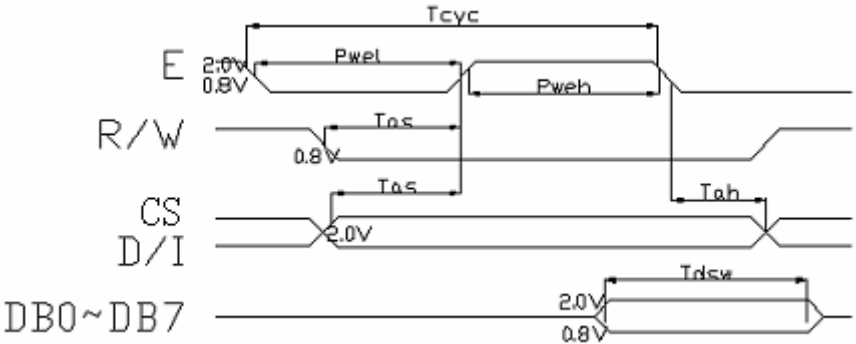 Tcyc
E
2.0V
Pwel
0.8V
Pweh
R/W
Tas
0.8V
Tas
Tah
CS
2.0V
D/I
Tdsw
2.0V
DB0~DB7
0.8V